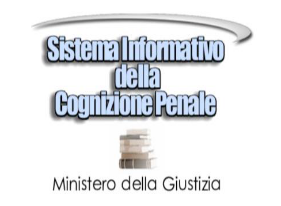 Sistema Informativo
della
Cognizione Penale
Ministero della Giustizia